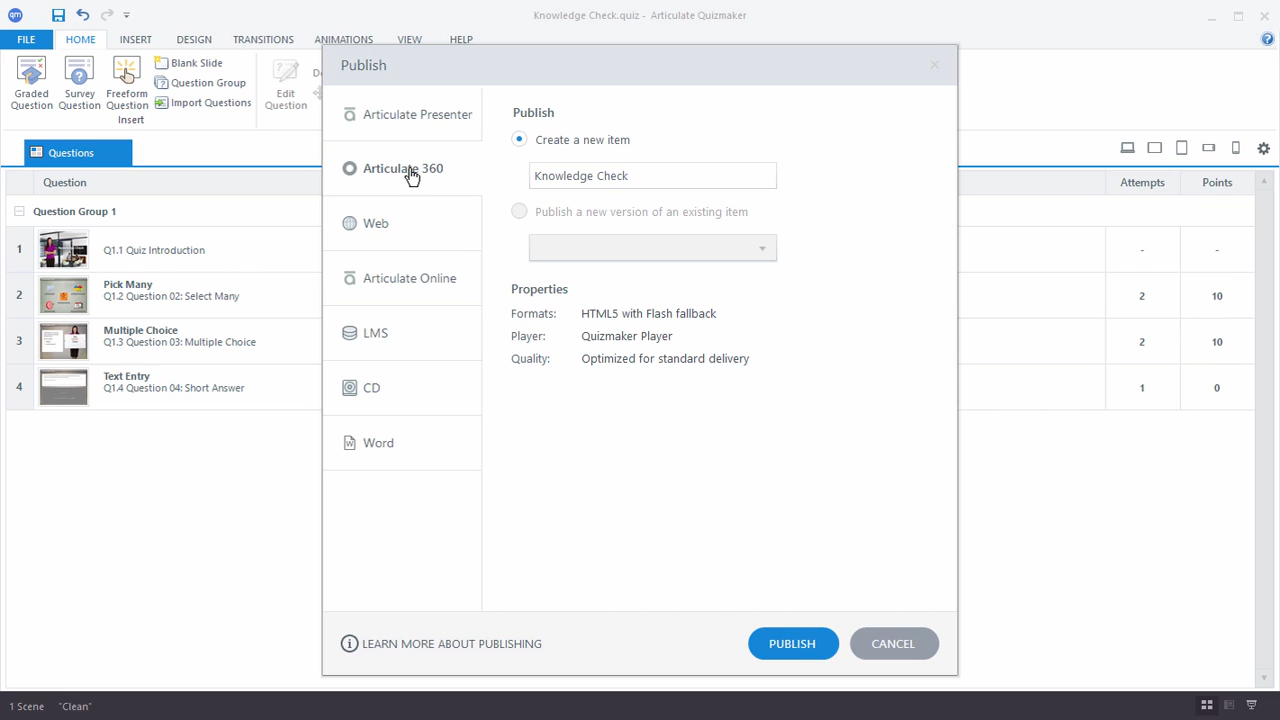 qm
Knowledge Check.quiz - Articulate Quizmaker
FILE HOME INSERT DESIGN TRANSITIONS ANIMATIONS VIEW HELP
Graded Question
Survey Question
Freeform Question
Blank Slide
Question Group
Import Questions
Insert
Edit Question
Questions
Question Attempts Points
Question Group 1
1 Q1.1 Quiz Introduction - -
Pick Many
2 Q1.2 Question 02: Select Many 2 10
Multiple Choice
3 Q1.3 Question 03: Multiple Choice 2 10
Text Entry
4 Q1.4 Question 04: Short Answer 1 0
Publish
Articulate Presenter
Articulate 360
Web
Articulate Online
LMS
CD
Word
Publish
Create a new item
Knowledge Check
Publish a new version of an existing item
Properties
Formats: HTML5 with Flash fallback
Player: Quizmaker Player
Quality: Optimized for standard delivery
LEARN MORE ABOUT PUBLISHING
PUBLISH CANCEL
1 Scene "Clean"